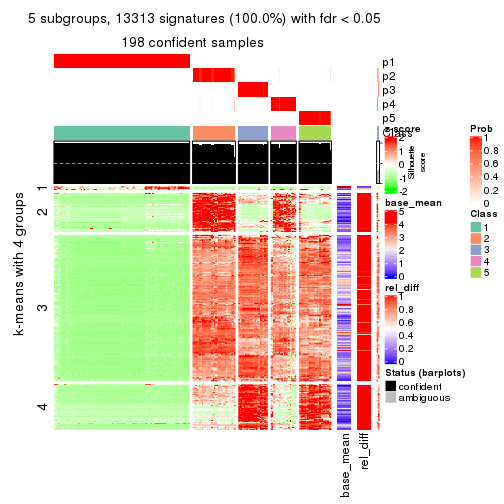 5 subgroups, 13313 signatures (100.0%) with fdr < 0.05
198 confident samples
p1
p2
p3
p4
p5
Class
z-score
2
1
0
-1
-2
Silhouette
score
base_mean
5
4
3
2
1
0
rel_diff
1
0.8
0.6
0.4
0.2
0
Status (barplots)
confident
ambiguous
Prob
1
0.8
0.6
0.4
0.2
0
Class
1
2
3
4
5
k-means with 4 groups
1
2
3
4
base_mean
rel_diff